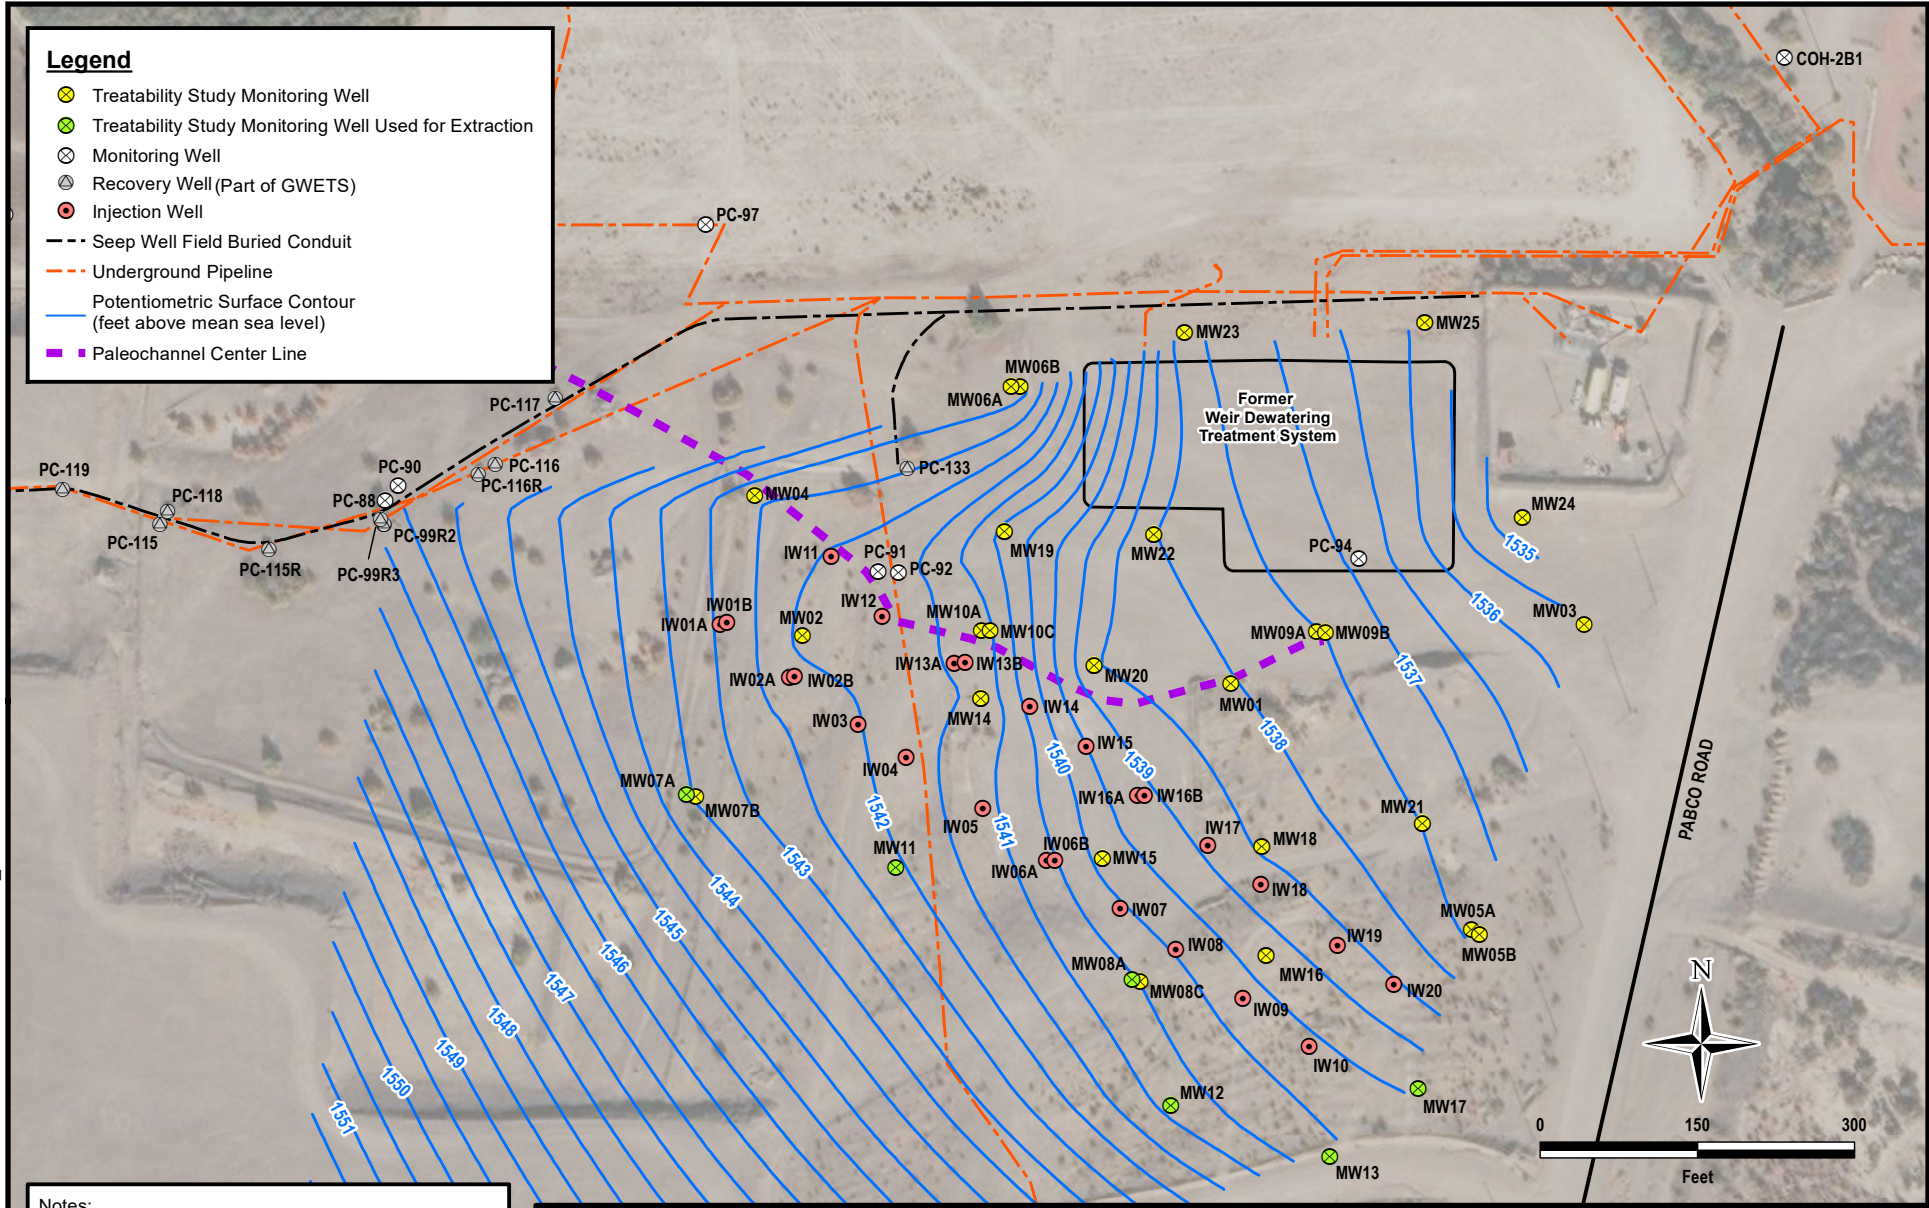 Legend
Treatability Study Monitoring Well
Treatability Study Monitoring Well Used for Extraction
Monitoring Well
Recovery Well (Part of GWETS)
Injection Well
Seep Well Field Buried Conduit
Underground Pipeline
Potentiometric Surface Contour
(feet above mean sea level)
Paleochannel Center Line
COH-2B1
PC-97
MW23
MW25
MW06B
MW06A
PC-117
Former
Weir Dewatering
Treatment System
PC-119
PC-90
PC-116
PC-116R
PC-133
PC-118
PC-88
MW04
MW24
PC-115
PC-99R2
MW19
MW22
PC-94
1535
PC-115R
PC-99R3
IW11
PC-91
PC-92
IW01B
IW12
IW01A
MW02
MW10A
MW10C
MW09A
MW09B
1536
MW03
IW02A
IW02B
IW13A
IW13B
MW20
1537
MW01
IW03
MW14
IW14
1538
IW15
IW04
1540
1539
PABCO ROAD
MW07A
MW07B
IW16A
IW16B
MW21
1542
IW05
1541
IW17
MW18
MW11
1543
IW06B
IW06A
MW15
IW18
1544
IW07
MW05A
1545
IW08
IW19
MW05B
1546
MW08A
MW08C
MW16
IW20
N
1547
IW09
1548
IW10
1549
1550
MW12
MW17
1551
MW13
0 150 300
Feet
Notes: